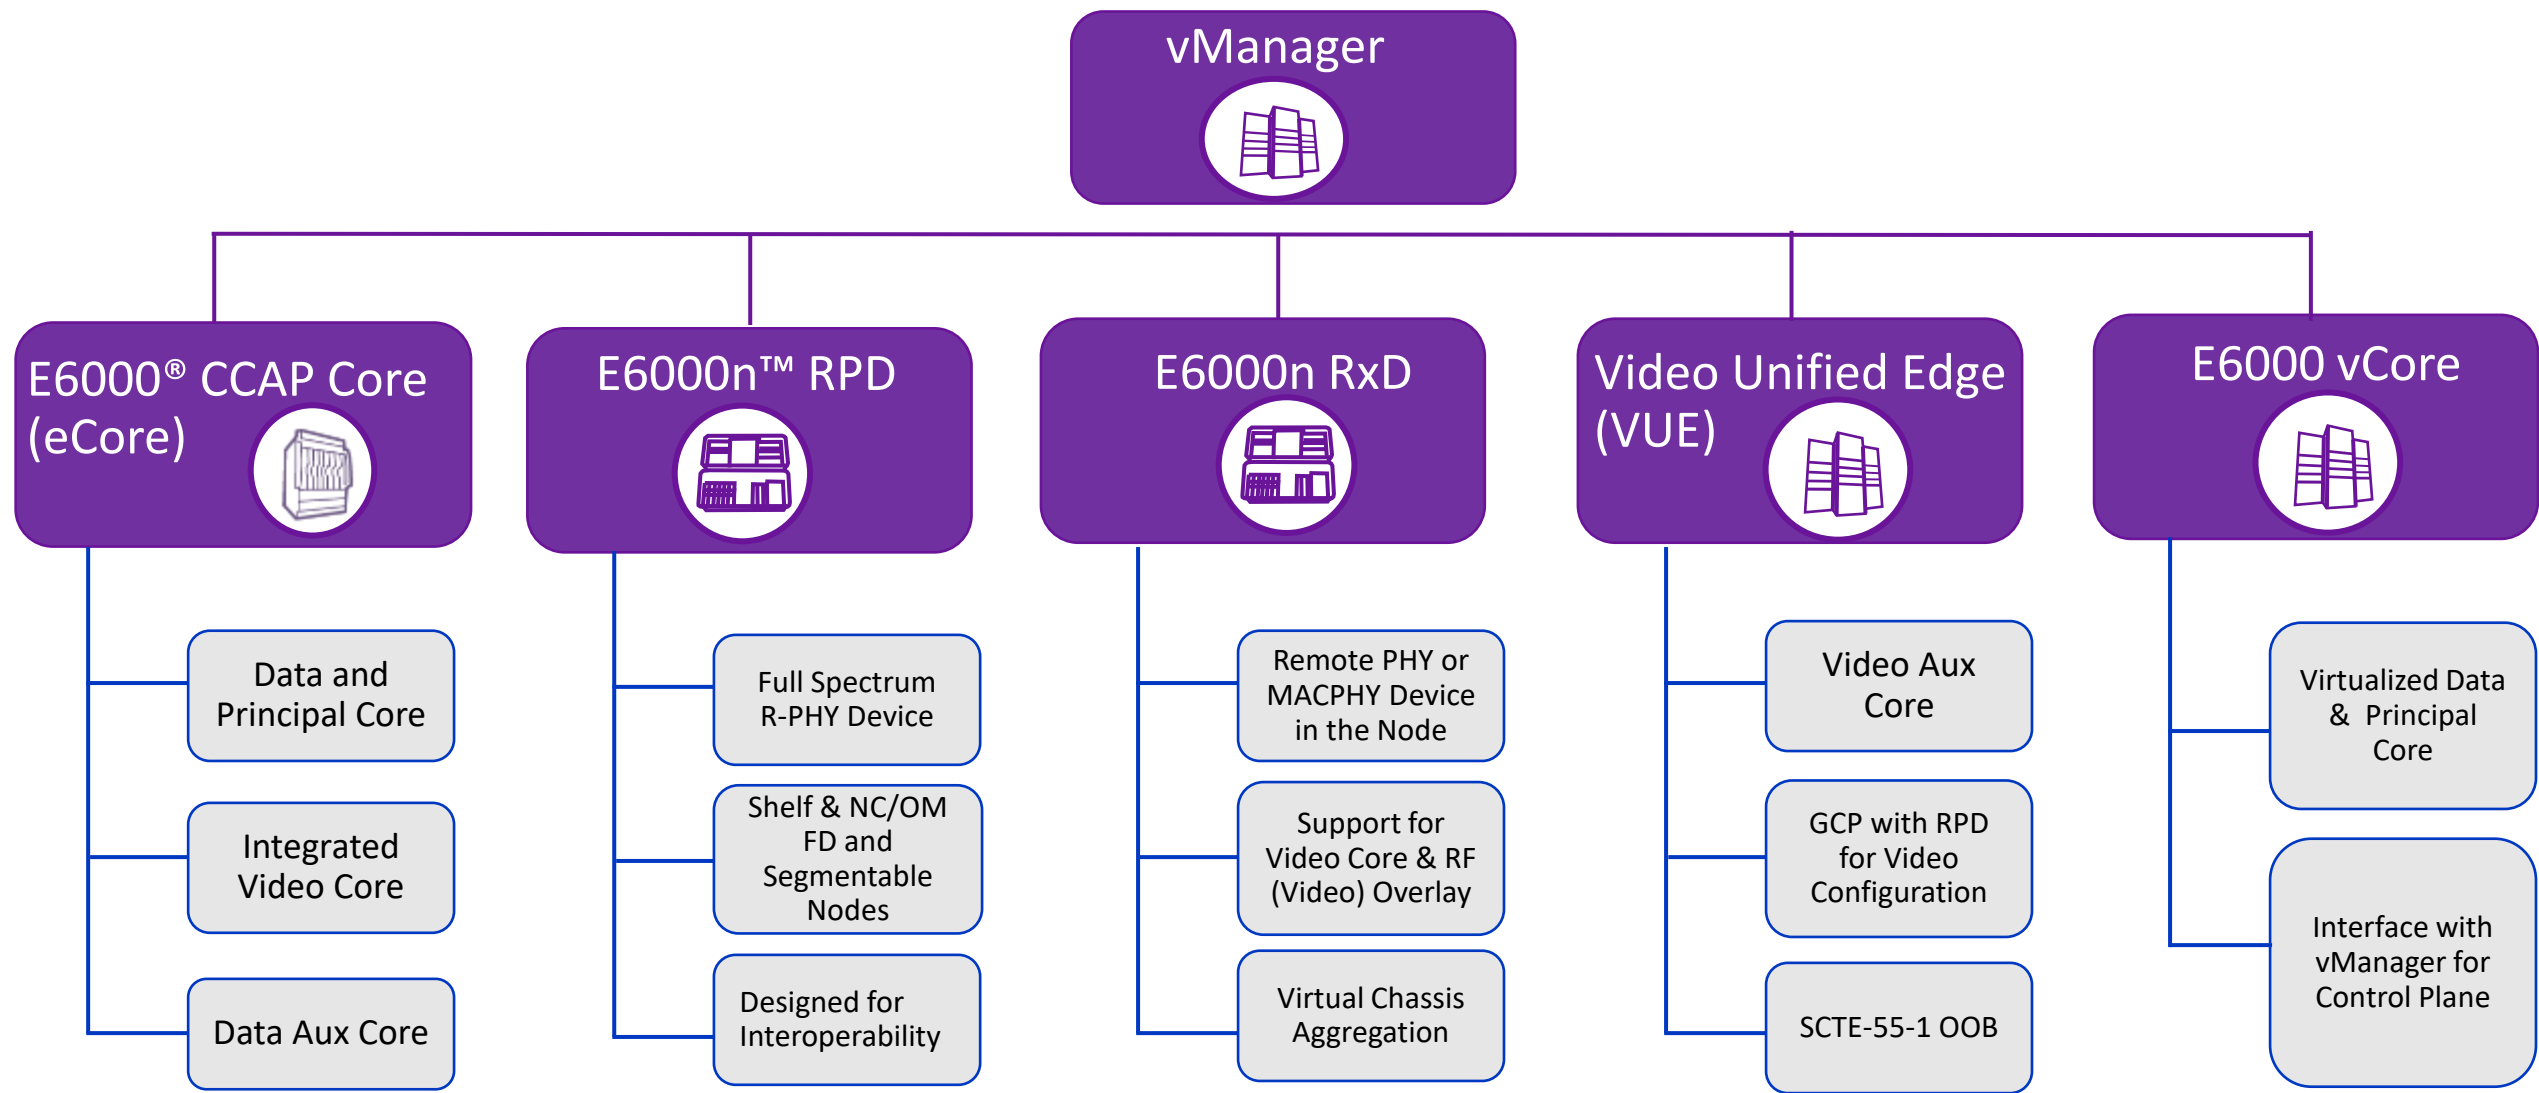 vManager
E6000® CCAP Core
(eCore)
E6000n™ RPD
E6000n RxD
Video Unified Edge
(VUE)
E6000 vCore
Data and
Principal Core
Integrated
Video Core
Data Aux Core
Full Spectrum
R-PHY Device
Shelf & NC/OM
FD and
Segmentable
Nodes
Designed for
Interoperability
Remote PHY or
MACPHY Device
in the Node
Support for
Video Core & RF
(Video) Overlay
Virtual Chassis
Aggregation
Video Aux
Core
GCP with RPD
for Video
Configuration
SCTE-55-1 OOB
Virtualized Data
& Principal
Core
Interface with
vManager for
Control Plane